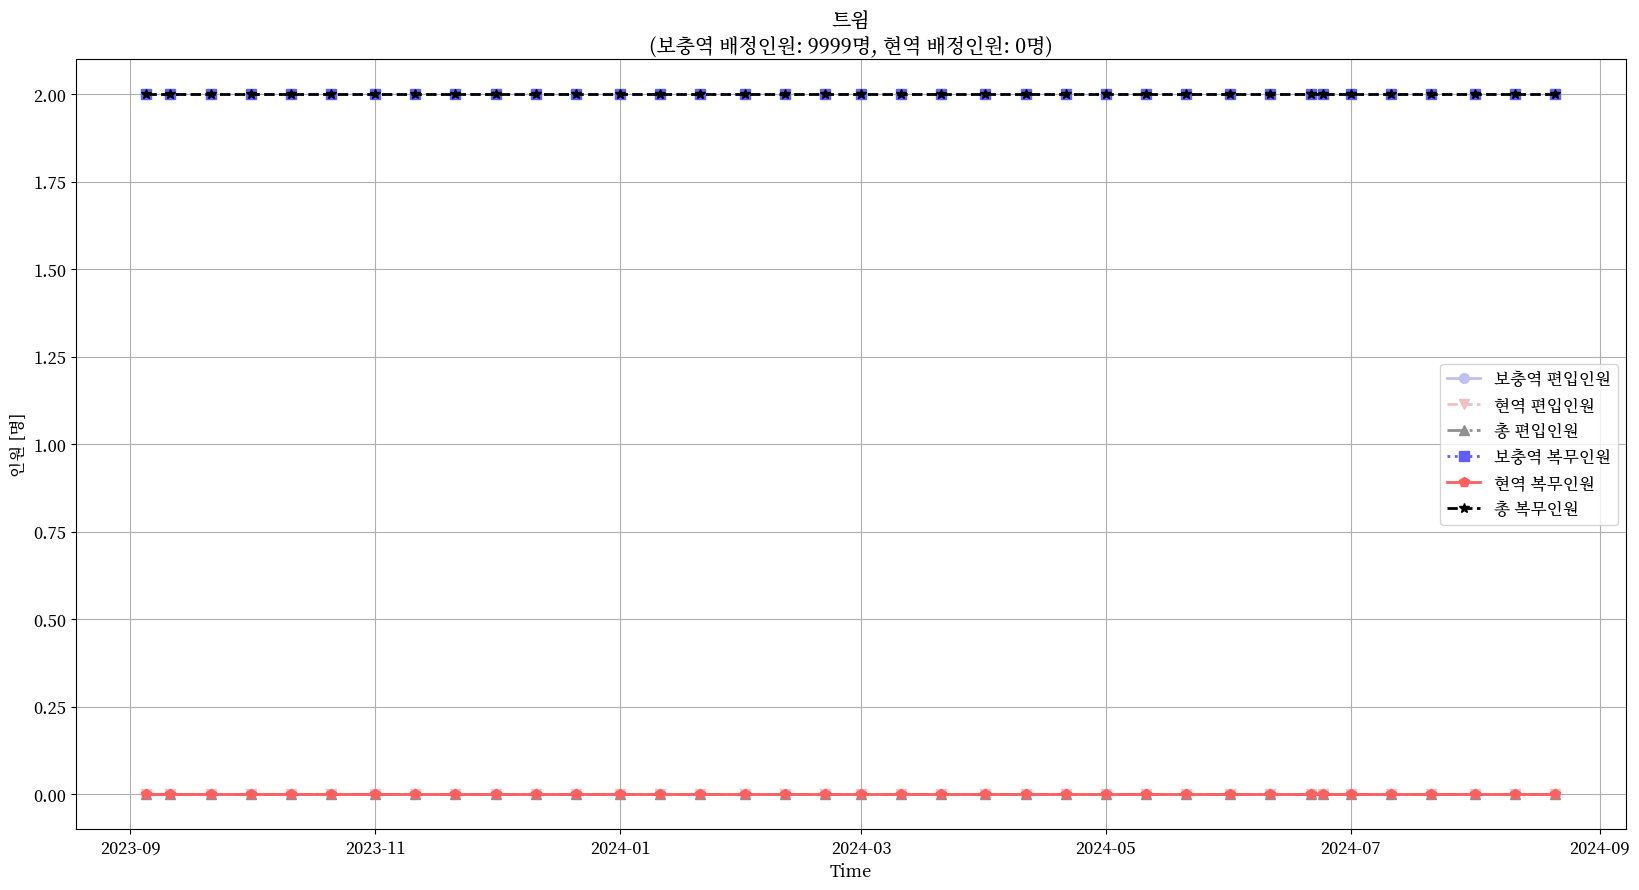 트윔
(보충역 배정인원: 9999명, 현역 배정인원: 0명)
2.00
1.75
1.50
1.25
1.00
0.75
0.50
0.25
0.00
인원 [명]
보충역 편입인원
현역 편입인원
총 편입인원
보충역 복무인원
현역 복무인원
총 복무인원
2023-09
2023-11
2024-01
2024-03
2024-05
2024-07
2024-09
Time